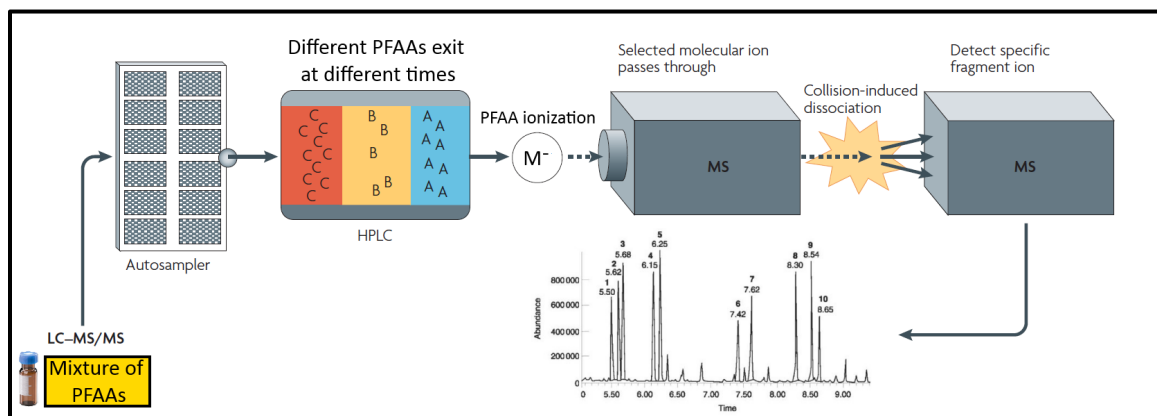 Different PFAAs exit
at different times
Selected molecular ion
passes through
Detect specific
fragment ion
Collision-induced
dissociation
PFAA ionization
C C C C C C C C C C C
B B B B B B
A A A A A A A A A
M-
MS
MS
HPLC
Autosampler
LC–MS/MS
Mixture of
PFAAs
Abundance
800000
600000
400000
200000
0
1
5.50
2
5.62
3
5.68
4
6.15
5
6.25
6
7.42
7
7.62
8
8.30
9
8.54
10
8.65
0 5.50 6.00 6.50 7.00 7.50 8.00 8.50 9.00
Time